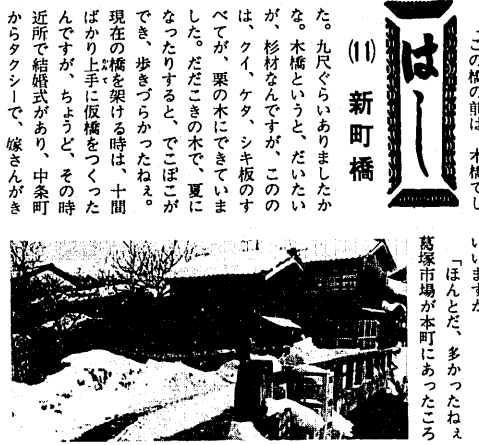 はし
(11) 新町橋
「この橋の前は、木橋でし
た。九尺ぐらいありましたか
な。木橋というと、だいたい
が、杉材なんですが、このの
は、クイ、ケタ、シキ板のす
べてが、栗の木にできていま
した。だだこきの木で、夏に
なったりすると、でこぼこが
でき、歩きづらかったねぇ。
現在の橋を架ける時は、十間
ばかり上手に仮橋をつくった
んですが、ちょうど、その時
近所で結婚式があり、中条町
からタクシーで、嫁さんがき
いいますが
「ほんとだ、多かったねぇ
葛塚市場が本町にあったころ